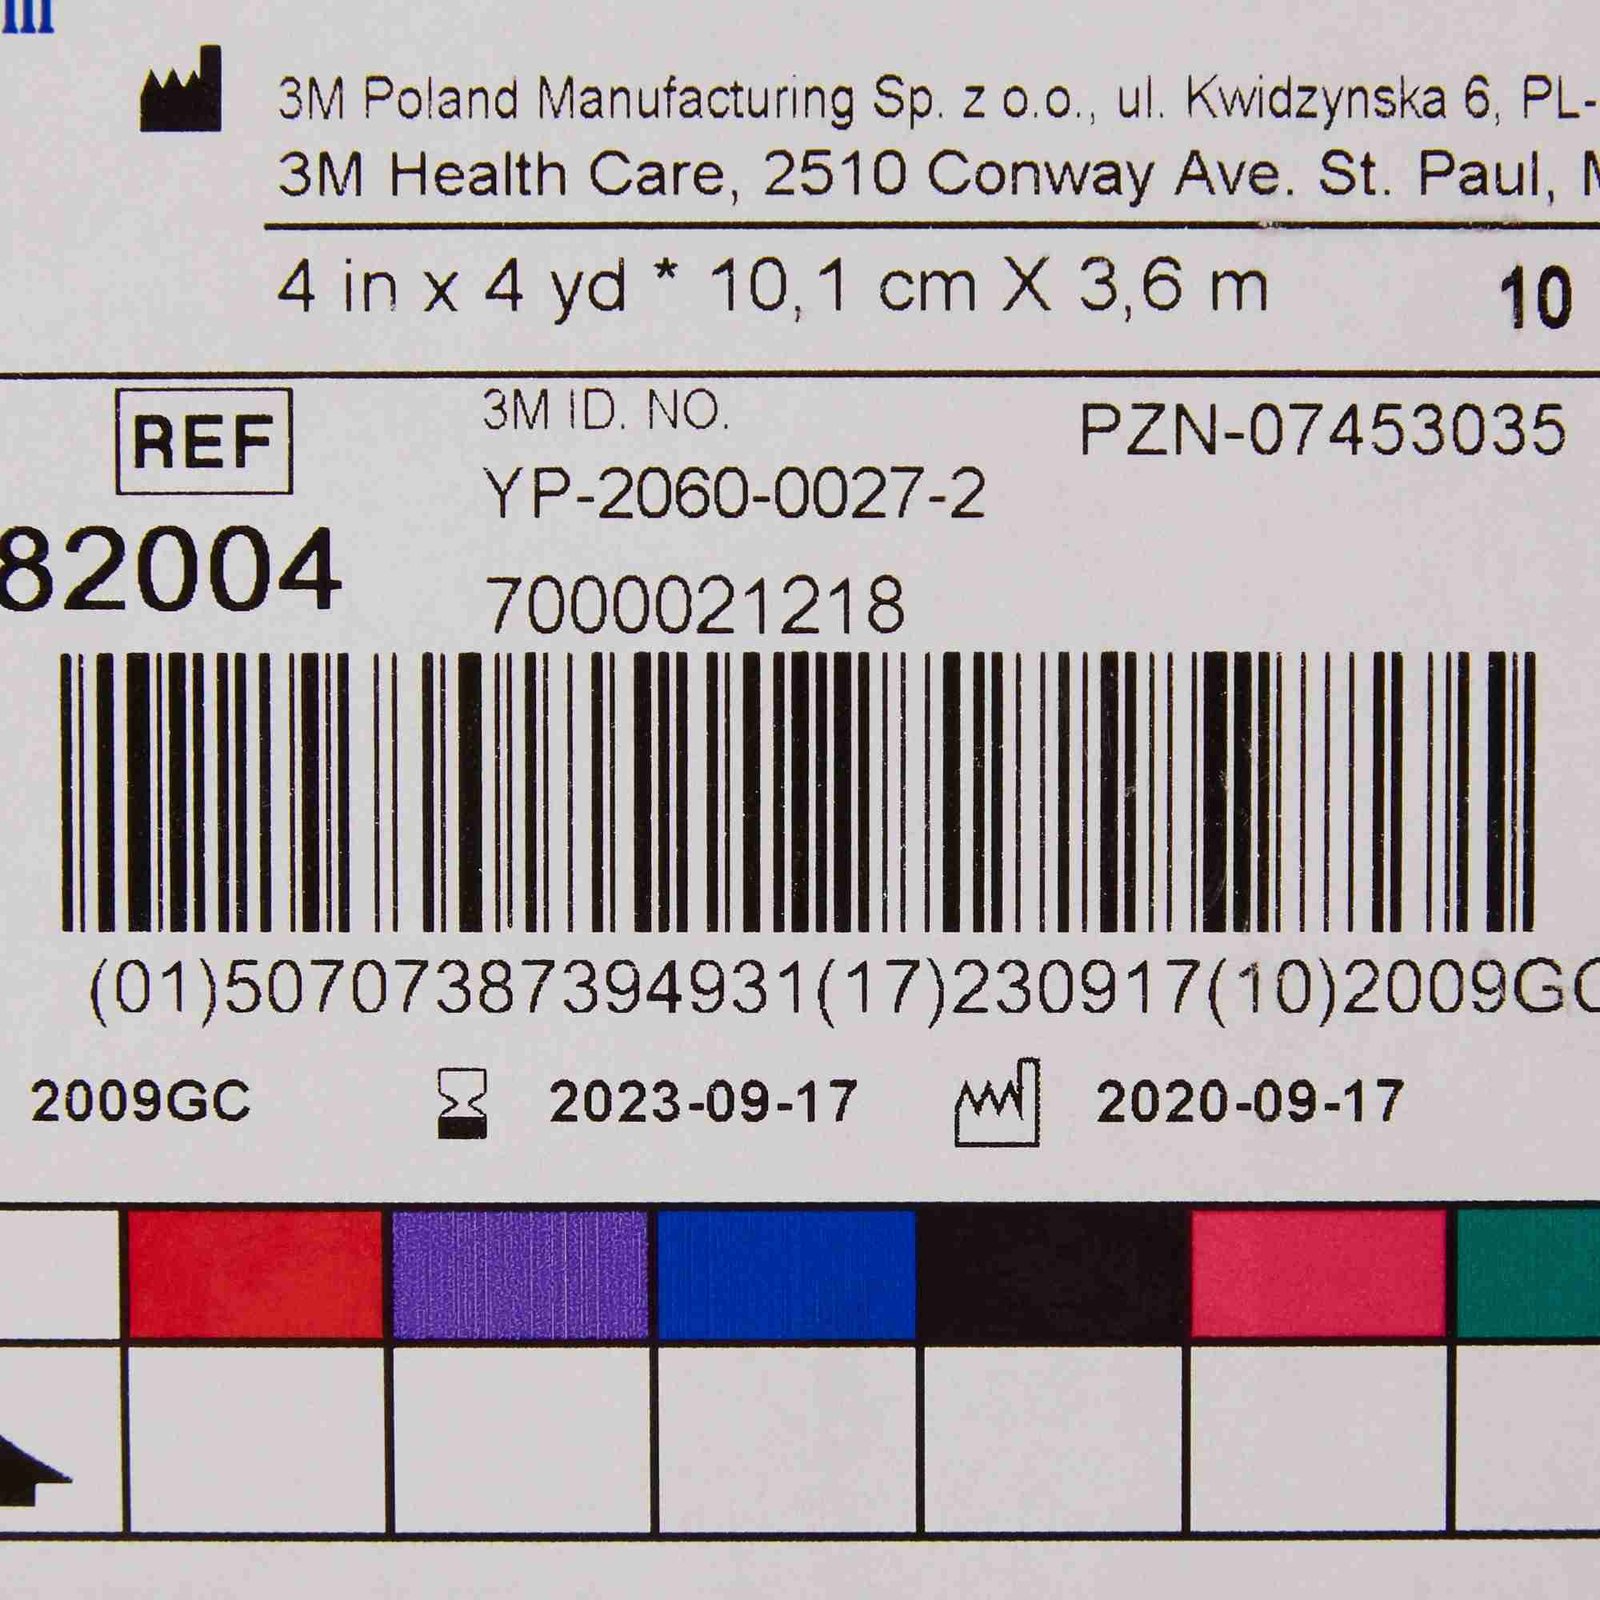 3M Poland Manufacturing Sp. z o.o., ul. Kwidzynska 6, PL-
3M Health Care, 2510 Conway Ave. St. Paul,
4 in x 4 yd * 10,1 cm X 3,6 m 10
REF
3M ID. NO.
PZN-07453035
YP-2060-0027-2
82004
7000021218
(01)50707387394931(17)230917(10)2009GC
2009GC 2023-09-17 2020-09-17